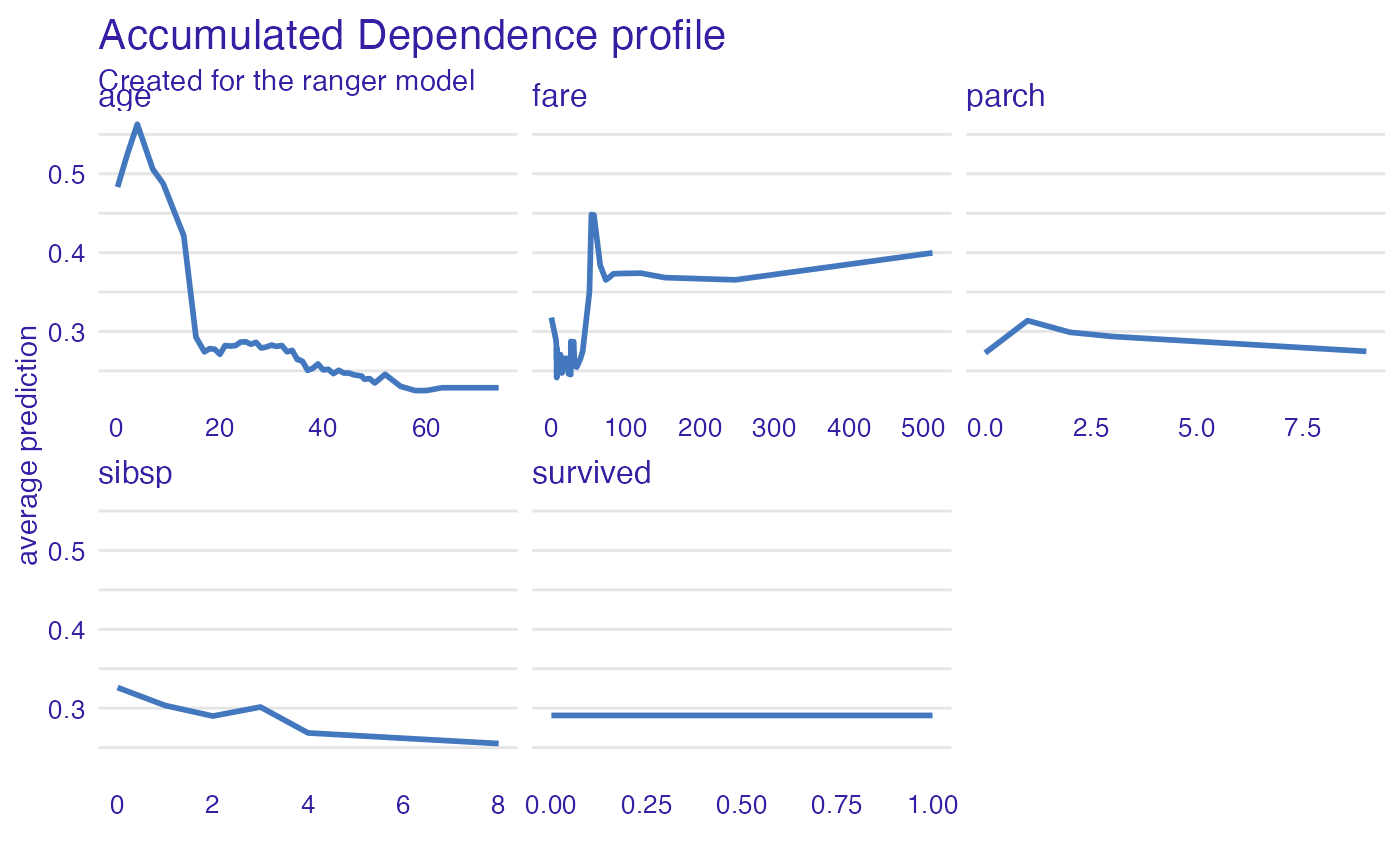 Accumulated Dependence profile
Created for the ranger model
age
fare
parch
0.5
0.4
0.3
0 20 40 60
0 100 200 300 400 500
0.0 2.5 5.0 7.5
average prediction
sibsp
survived
0.5
0.4
0.3
0 2 4 6 8
0.00 0.25 0.50 0.75 1.00